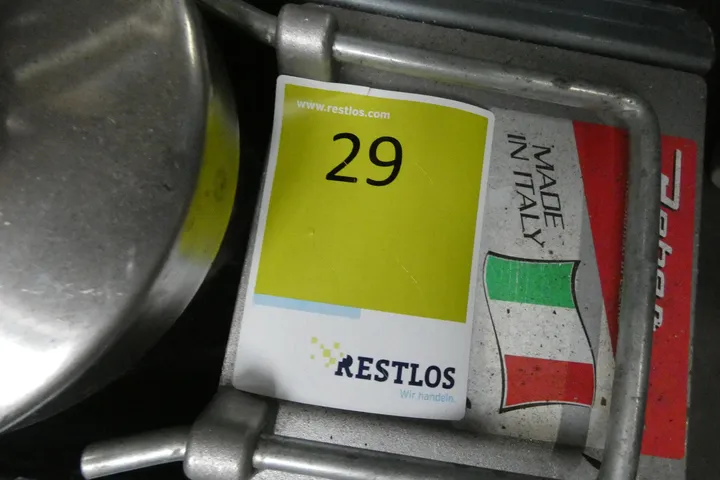 www.restlos.com
29
RESTLOS
Wir handeln.
MADE
IN ITALY